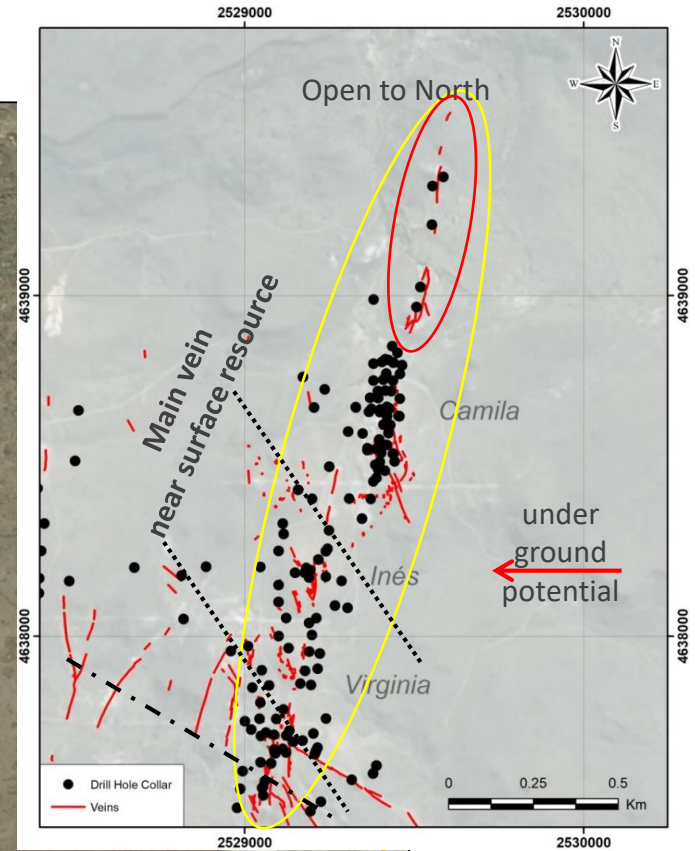 2529000
2530000
N
W E
S
Open to North
4639000
4639000
Main vein
near surface resource
Camila
under
ground
potential
Inés
4638000
4638000
Virginia
Drill Hole Collar
Veins
0 0.25 0.5
Km
2529000
2530000